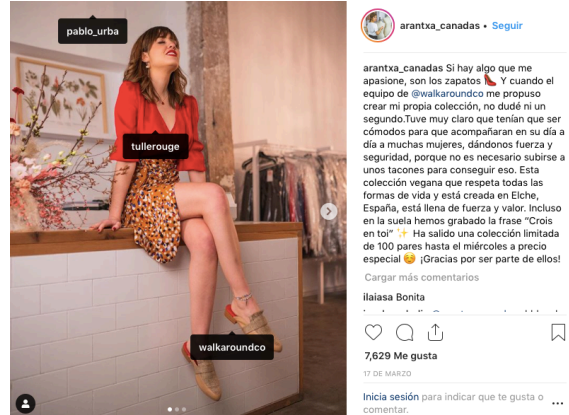 pablo_urba
tullerouge
walkaroundco
arantxa_canadas • Seguir
arantxa_canadas Si hay algo que me
apasione, son los zapatos 👠 Y cuando el
equipo de @walkaroundco me propuso
crear mi propia colección, no dudé ni un
segundo.Tuve muy claro que tenían que ser
cómodos para que acompañaran en su día a
día a muchas mujeres, dándonos fuerza y
seguridad, porque no es necesario subirse a
unos tacones para conseguir eso. Esta
colección vegana que respeta todas las
formas de vida y está creada en Elche,
España, está llena de fuerza y valor. Incluso
en la suela hemos grabado la frase “Crois
en toi” ✨ Ha salido una colección limitada
de 100 pares hasta el miércoles a precio
especial ☺️ ¡Gracias por ser parte de ellos!
Cargar más comentarios
ilaiasa Bonita
7,629 Me gusta
17 DE MARZO
Inicia sesión para indicar que te gusta o
comentar.